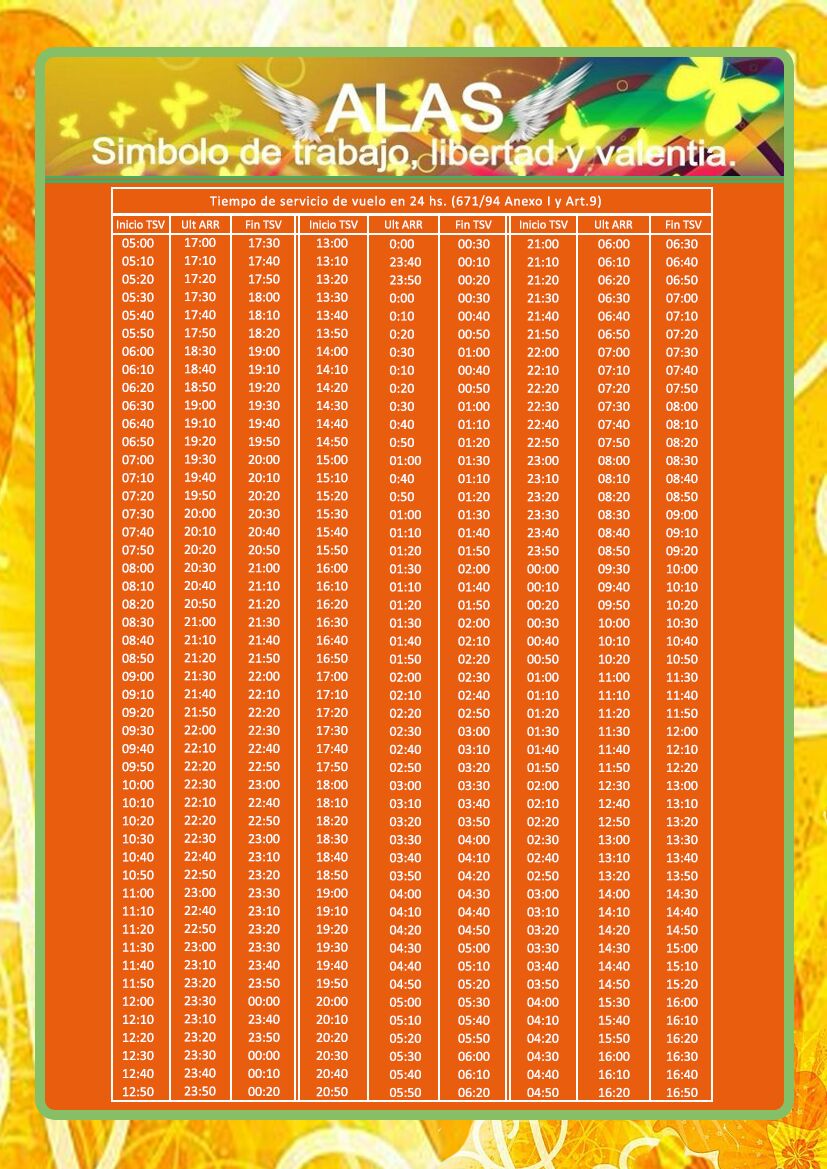 ALAS
Simbolo de trabajo, libertad y valentia.
Tiempo de servicio de vuelo en 24 hs. (671/94 Anexo I y Art.9)
Inicio TSV Ult ARR Fin TSV Inicio TSV Ult ARR Fin TSV Inicio TSV Ult ARR Fin TSV
05:00 17:00 17:30 13:00 0:00 00:30 21:00 06:00 06:30
05:10 17:10 17:40 13:10 23:40 00:10 21:10 06:10 06:40
05:20 17:20 17:50 13:20 23:50 00:20 21:20 06:20 06:50
05:30 17:30 18:00 13:30 0:00 00:30 21:30 06:30 07:00
05:40 17:40 18:10 13:40 0:10 00:40 21:40 06:40 07:10
05:50 17:50 18:20 13:50 0:20 00:50 21:50 06:50 07:20
06:00 18:30 19:00 14:00 0:30 01:00 22:00 07:00 07:30
06:10 18:40 19:10 14:10 0:10 00:40 22:10 07:10 07:40
06:20 18:50 19:20 14:20 0:20 00:50 22:20 07:20 07:50
06:30 19:00 19:30 14:30 0:30 01:00 22:30 07:30 08:00
06:40 19:10 19:40 14:40 0:40 01:10 22:40 07:40 08:10
06:50 19:20 19:50 14:50 0:50 01:20 22:50 07:50 08:20
07:00 19:30 20:00 15:00 01:00 01:30 23:00 08:00 08:30
07:10 19:40 20:10 15:10 0:40 01:10 23:10 08:10 08:40
07:20 19:50 20:20 15:20 0:50 01:20 23:20 08:20 08:50
07:30 20:00 20:30 15:30 01:00 01:30 23:30 08:30 09:00
07:40 20:10 20:40 15:40 01:10 01:40 23:40 08:40 09:10
07:50 20:20 20:50 15:50 01:20 01:50 23:50 08:50 09:20
08:00 20:30 21:00 16:00 01:30 02:00 00:00 09:30 10:00
08:10 20:40 21:10 16:10 01:10 01:40 00:10 09:40 10:10
08:20 20:50 21:20 16:20 01:20 01:50 00:20 09:50 10:20
08:30 21:00 21:30 16:30 01:30 02:00 00:30 10:00 10:30
08:40 21:10 21:40 16:40 01:40 02:10 00:40 10:10 10:40
08:50 21:20 21:50 16:50 01:50 02:20 00:50 10:20 10:50
09:00 21:30 22:00 17:00 02:00 02:30 01:00 11:00 11:30
09:10 21:40 22:10 17:10 02:10 02:40 01:10 11:10 11:40
09:20 21:50 22:20 17:20 02:20 02:50 01:20 11:20 11:50
09:30 22:00 22:30 17:30 02:30 03:00 01:30 11:30 12:00
09:40 22:10 22:40 17:40 02:40 03:10 01:40 11:40 12:10
09:50 22:20 22:50 17:50 02:50 03:20 01:50 11:50 12:20
10:00 22:30 23:00 18:00 03:00 03:30 02:00 12:30 13:00
10:10 22:10 22:40 18:10 03:10 03:40 02:10 12:40 13:10
10:20 22:20 22:50 18:20 03:20 03:50 02:20 12:50 13:20
10:30 22:30 23:00 18:30 03:30 04:00 02:30 13:00 13:30
10:40 22:40 23:10 18:40 03:40 04:10 02:40 13:10 13:40
10:50 22:50 23:20 18:50 03:50 04:20 02:50 13:20 13:50
11:00 23:00 23:30 19:00 04:00 04:30 03:00 14:00 14:30
11:10 22:40 23:10 19:10 04:10 04:40 03:10 14:10 14:40
11:20 22:50 23:20 19:20 04:20 04:50 03:20 14:20 14:50
11:30 23:00 23:30 19:30 04:30 05:00 03:30 14:30 15:00
11:40 23:10 23:40 19:40 04:40 05:10 03:40 14:40 15:10
11:50 23:20 23:50 19:50 04:50 05:20 03:50 14:50 15:20
12:00 23:30 00:00 20:00 05:00 05:30 04:00 15:30 16:00
12:10 23:10 23:40 20:10 05:10 05:40 04:10 15:40 16:10
12:20 23:20 23:50 20:20 05:20 05:50 04:20 15:50 16:20
12:30 23:30 00:00 20:30 05:30 06:00 04:30 16:00 16:30
12:40 23:40 00:10 20:40 05:40 06:10 04:40 16:10 16:40
12:50 23:50 00:20 20:50 05:50 06:20 04:50 16:20 16:50